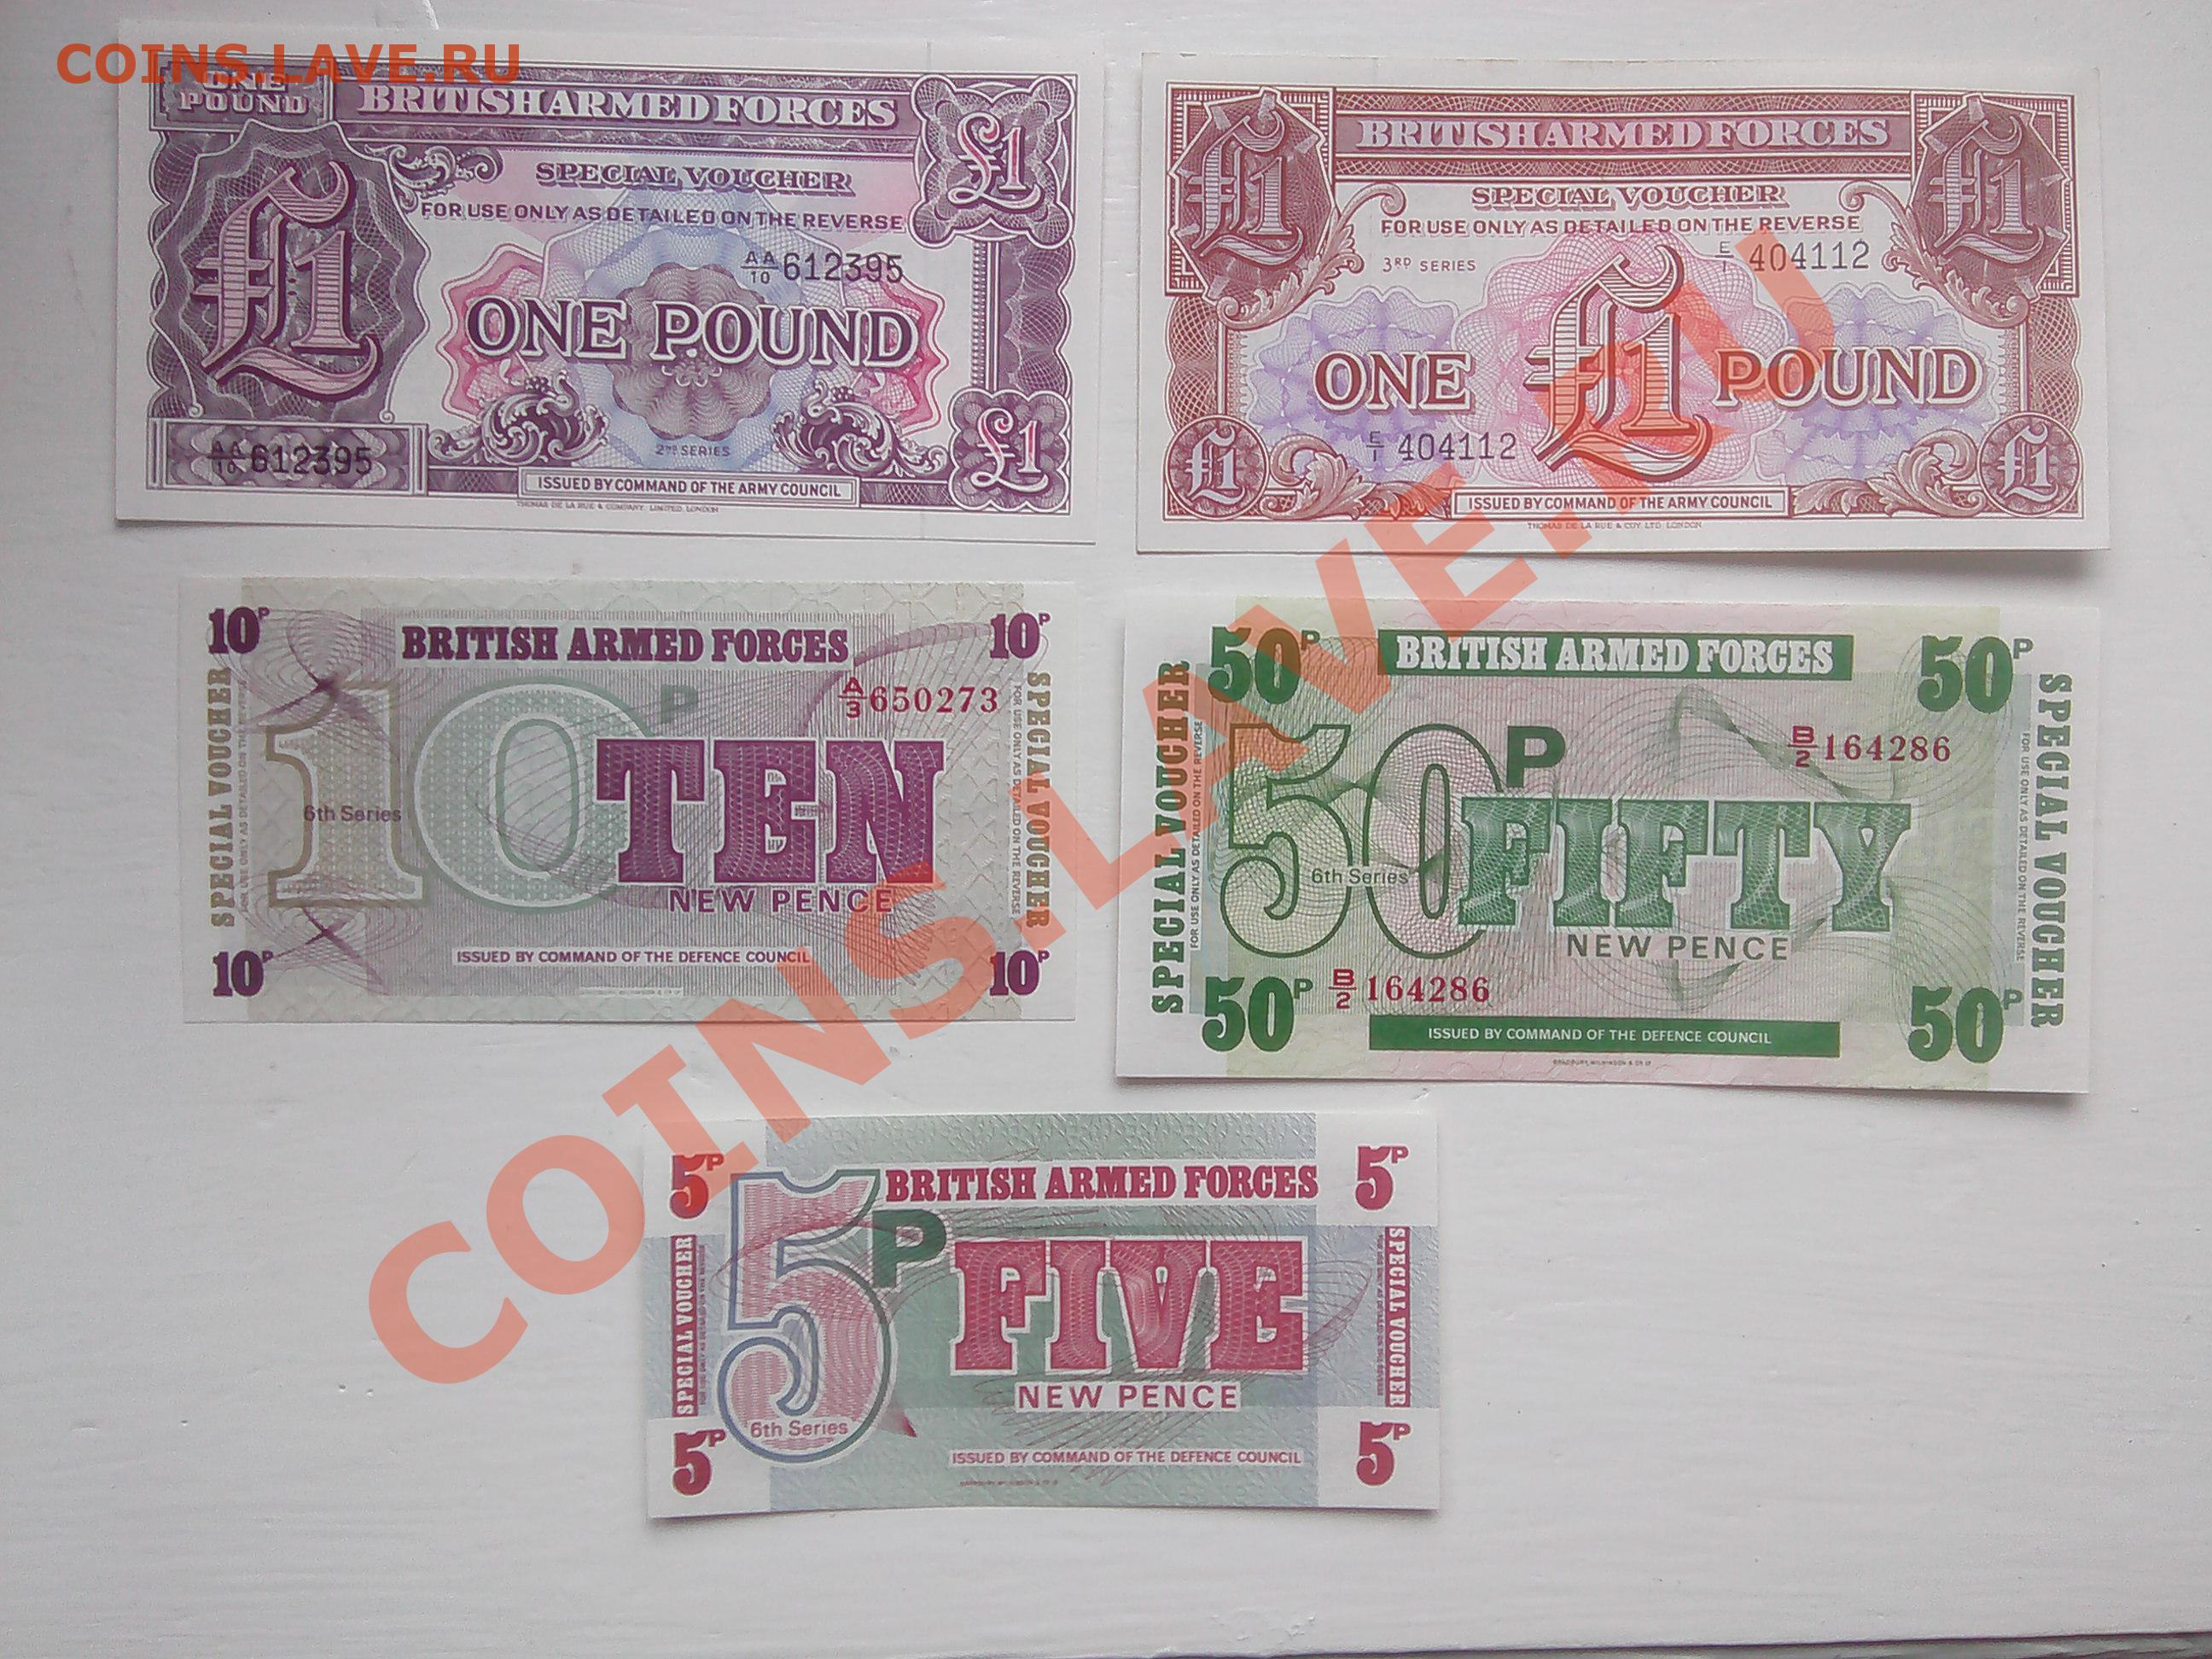 COINS.LAVE.RU
ONE
POUND
BRITISH ARMED FORCES
£1
SPECIAL VOUCHER
FOR USE ONLY AS DETAILED ON THE REVERSE
AA/10 612395
£1
ONE POUND
2ND SERIES
£1
AA/10 612395
ISSUED BY COMMAND OF THE ARMY COUNCIL
THOMAS DE LA RUE & COMPANY, LIMITED, LONDON
£1
BRITISH ARMED FORCES
£1
SPECIAL VOUCHER
FOR USE ONLY AS DETAILED ON THE REVERSE
3RD SERIES
E/1 404112
ONE £1 POUND
E/1 404112
£1
£1
ISSUED BY COMMAND OF THE ARMY COUNCIL
THOMAS DE LA RUE & COY. LTD. LONDON
10P
BRITISH ARMED FORCES
10P
SPECIAL VOUCHER
FOR USE ONLY AS DETAILED ON THE REVERSE
A/3 650273
10P
6th Series
TEN
NEW PENCE
SPECIAL VOUCHER
FOR USE ONLY AS DETAILED ON THE REVERSE
ISSUED BY COMMAND OF THE DEFENCE COUNCIL
10P
10P
50P
BRITISH ARMED FORCES
50P
SPECIAL VOUCHER
FOR USE ONLY AS DETAILED ON THE REVERSE
B/2 164286
50P
6th Series
FIFTY
NEW PENCE
SPECIAL VOUCHER
FOR USE ONLY AS DETAILED ON THE REVERSE
50P
B/2 164286
50P
ISSUED BY COMMAND OF THE DEFENCE COUNCIL
BRADBURY, WILKINSON & CO LD
5P
BRITISH ARMED FORCES
5P
SPECIAL VOUCHER
5P
FIVE
NEW PENCE
6th Series
SPECIAL VOUCHER
5P
ISSUED BY COMMAND OF THE DEFENCE COUNCIL
5P
COINS.LAVE.RU